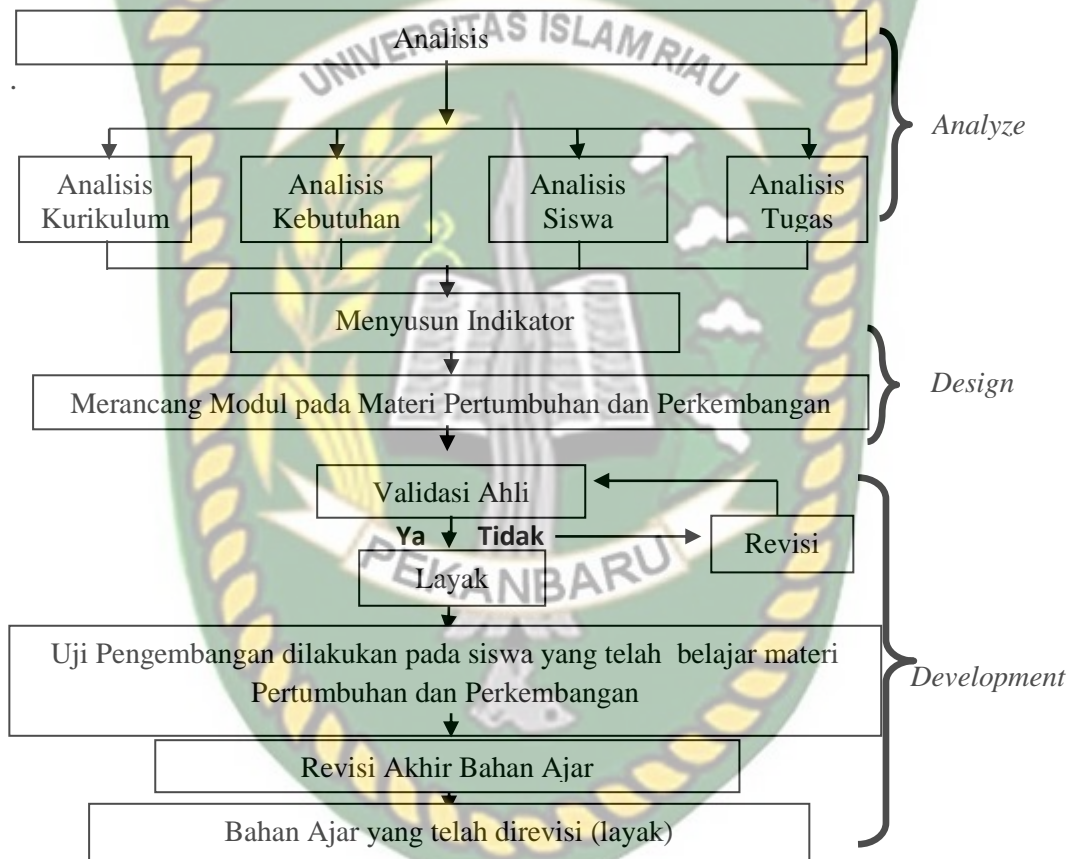 UNIVERSITAS ISLAM RIAU
Analisis
.
Analyze
Analisis
Kurikulum
Analisis
Kebutuhan
Analisis
Siswa
Analisis
Tugas
Menyusun Indikator
Design
Merancang Modul pada Materi Pertumbuhan dan Perkembangan
Validasi Ahli
Ya Tidak
Revisi
PEKANBARU
Layak
Uji Pengembangan dilakukan pada siswa yang telah belajar materi
Pertumbuhan dan Perkembangan
Development
Revisi Akhir Bahan Ajar
Bahan Ajar yang telah direvisi (layak)